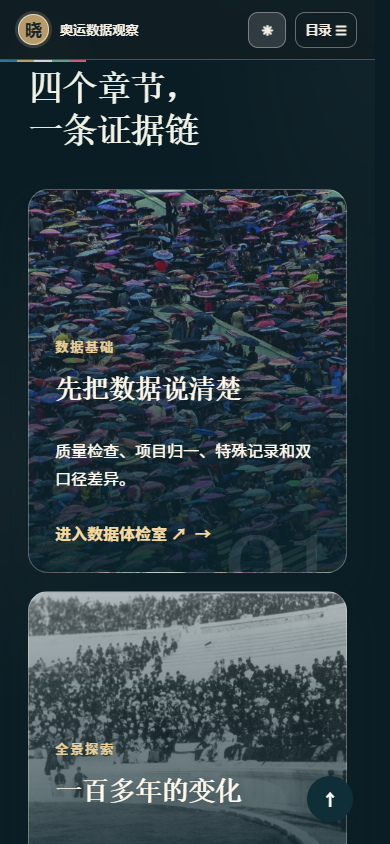 晓 奥运数据观察 目录
四个章节，
一条证据链
数据基础
先把数据说清楚
质量检查、项目归一、特殊记录和双
口径差异。
进入数据体检室 ↗ →
01
全景探索
一百多年的变化
↑